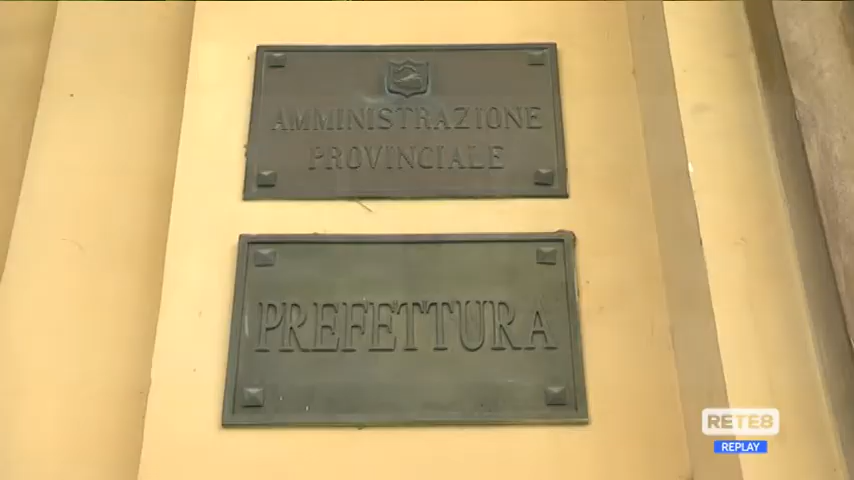 AMMINISTRAZIONE
PROVINCIALE
PREFETTURA
RETE8
REPLAY